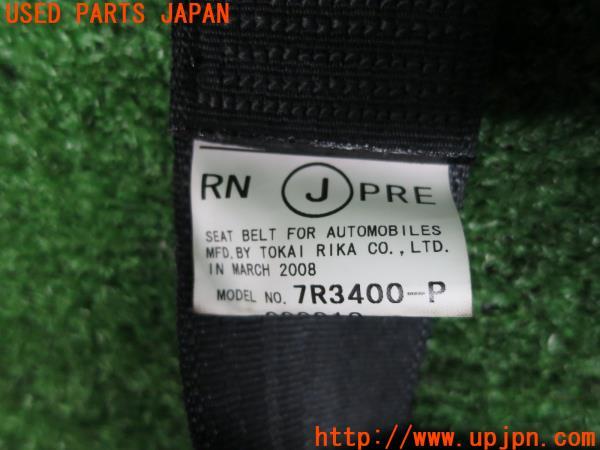 USED PARTS JAPAN
RN J PRE
SEAT BELT FOR AUTOMOBILES
MFD.BY TOKAI RIKA CO.,LTD.
IN MARCH 2008
MODEL NO. 7R3400-P
http://www.upjpn.com/